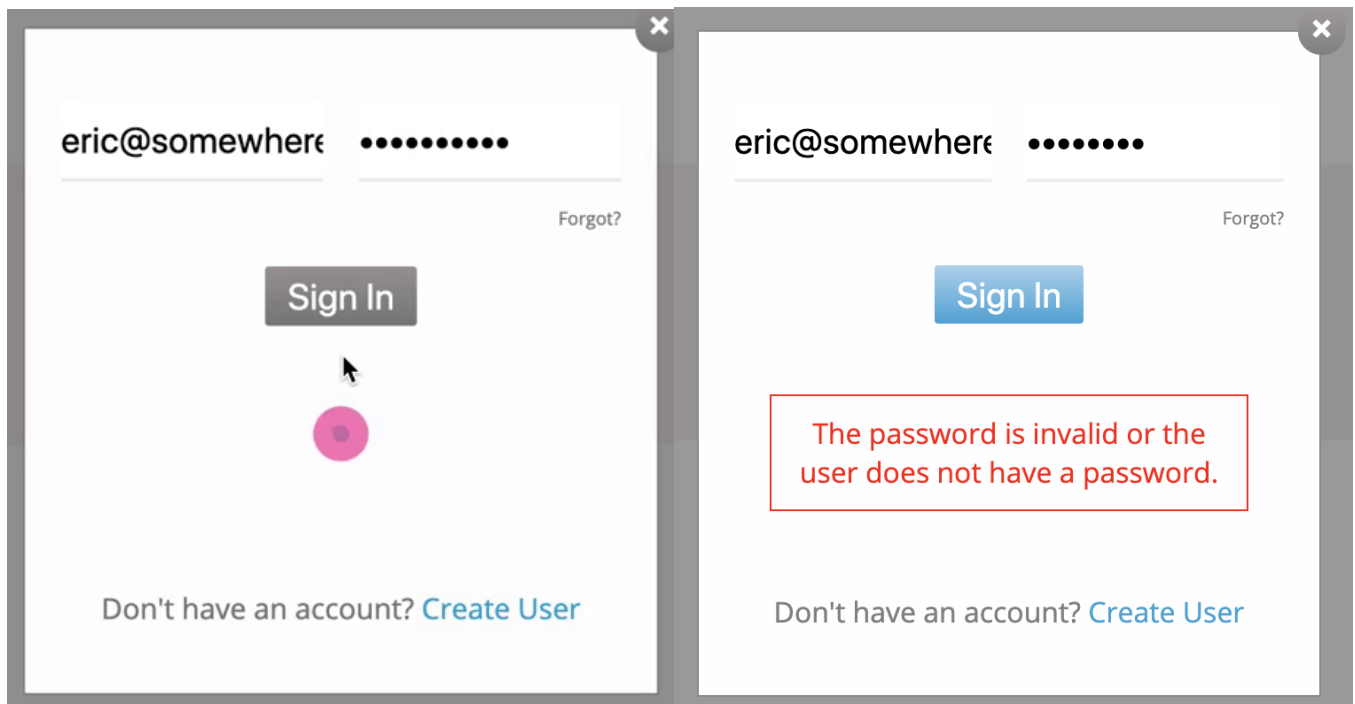 eric@somewhere
••••••••••
Forgot?
Sign In
Don't have an account? Create User
eric@somewhere
••••••••
Forgot?
Sign In
The password is invalid or the
user does not have a password.
Don't have an account? Create User